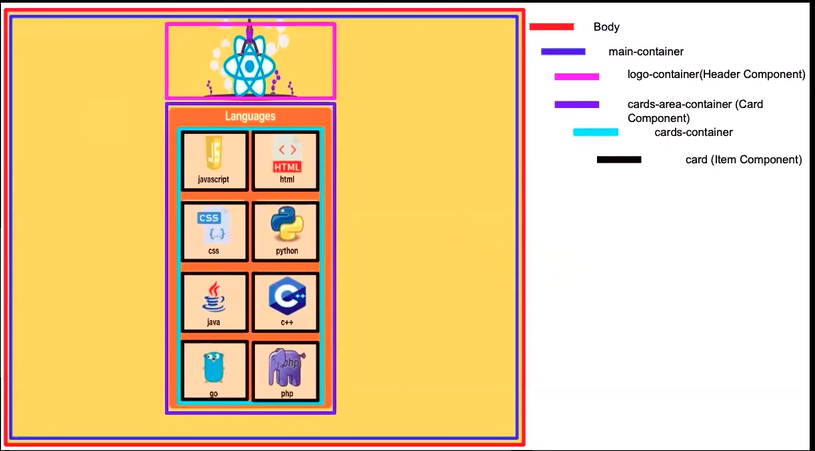 Languages
JS
javascript
< >
HTML
html
CSS
{...}
css
python
java
C++
c++
go
php
php
Body
main-container
logo-container(Header Component)
cards-area-container (Card
Component)
cards-container
card (Item Component)